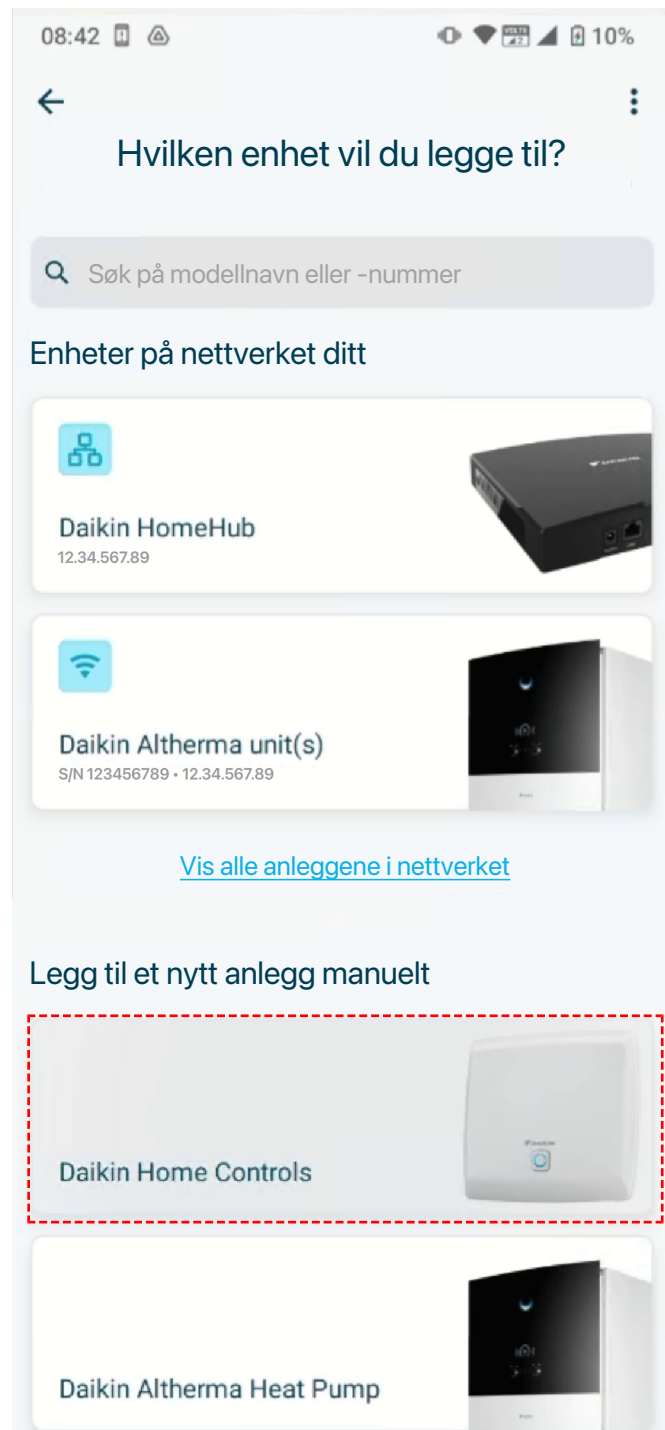 08:42 10%
Hvilken enhet vil du legge til?
Søk på modellnavn eller -nummer
Enheter på nettverket ditt
Daikin HomeHub
12.34.567.89
Daikin Altherma unit(s)
S/N 123456789 • 12.34.567.89
Vis alle anleggene i nettverket
Legg til et nytt anlegg manuelt
Daikin Home Controls
Daikin Altherma Heat Pump